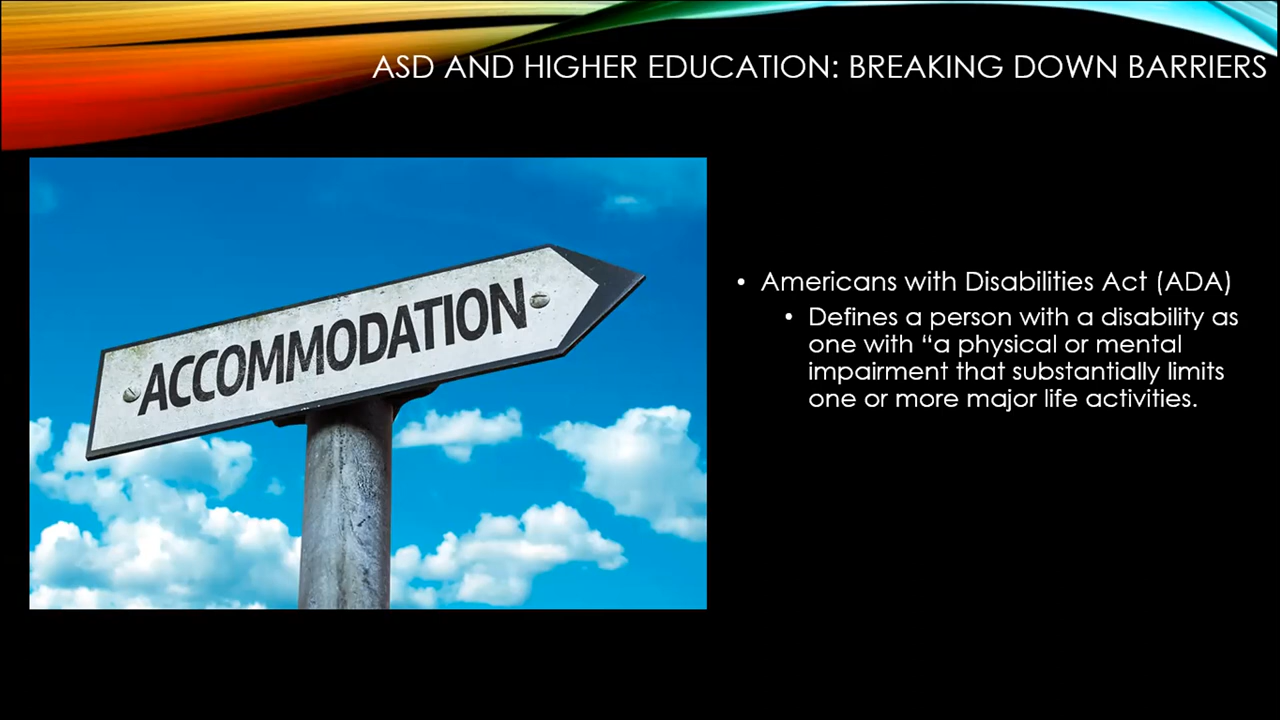 ASD AND HIGHER EDUCATION: BREAKING DOWN BARRIERS
ACCOMMODATION
• Americans with Disabilities Act (ADA)
• Defines a person with a disability as
one with “a physical or mental
impairment that substantially limits
one or more major life activities.